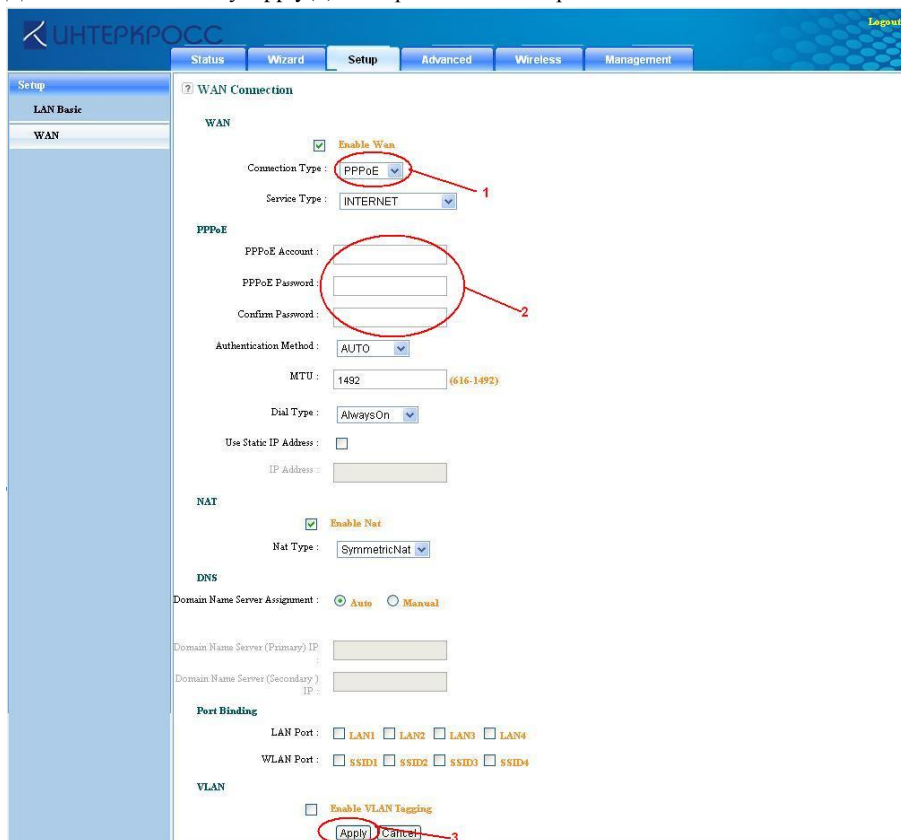 Logout
ИНТЕРКРОСС
Status Wizard Setup Advanced Wireless Management
Setup
LAN Basic
WAN
? WAN Connection
WAN
Enable Wan
Connection Type : PPPoE
1
Service Type : INTERNET
PPPoE
PPPoE Account :
PPPoE Password :
2
Confirm Password :
Authentication Method : AUTO
MTU : 1492 (616-1492)
Dial Type : AlwaysOn
Use Static IP Address :
IP Address :
NAT
Enable Nat
Nat Type : SymmetricNat
DNS
Domain Name Server Assignment : Auto Manual
Domain Name Server (Primary) IP
:
Domain Name Server (Secondary )
IP :
Port Binding
LAN Port : LAN1 LAN2 LAN3 LAN4
WLAN Port : SSID1 SSID2 SSID3 SSID4
VLAN
Enable VLAN Tagging
Apply Cancel
3